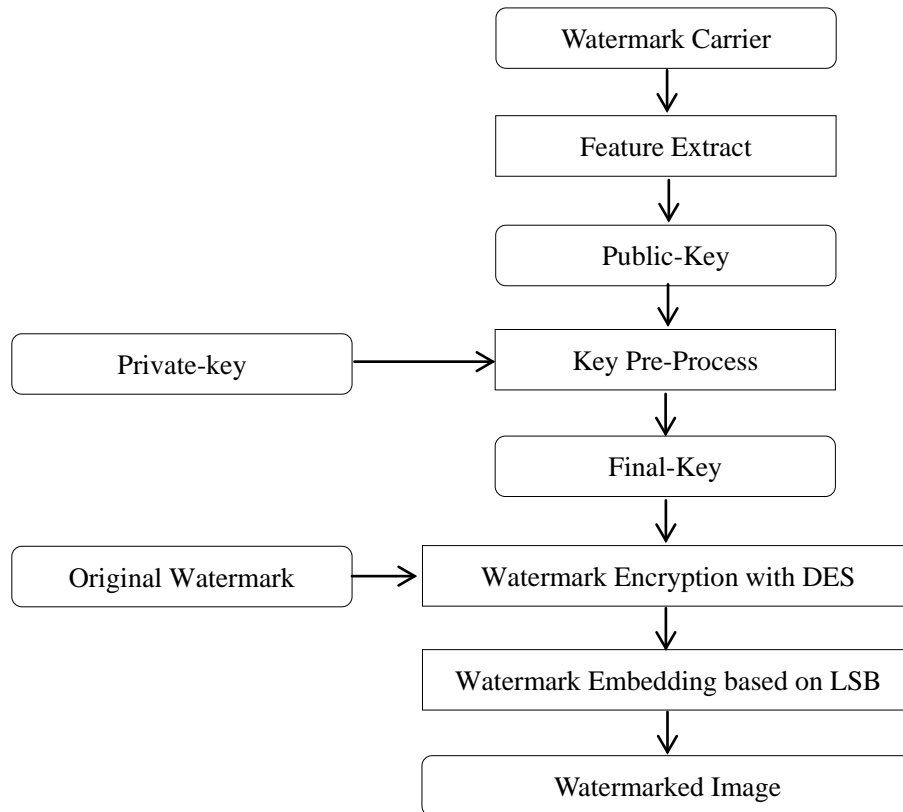 Watermark Carrier
Feature Extract
Public-Key
Private-key
Key Pre-Process
Final-Key
Original Watermark
Watermark Encryption with DES
Watermark Embedding based on LSB
Watermarked Image